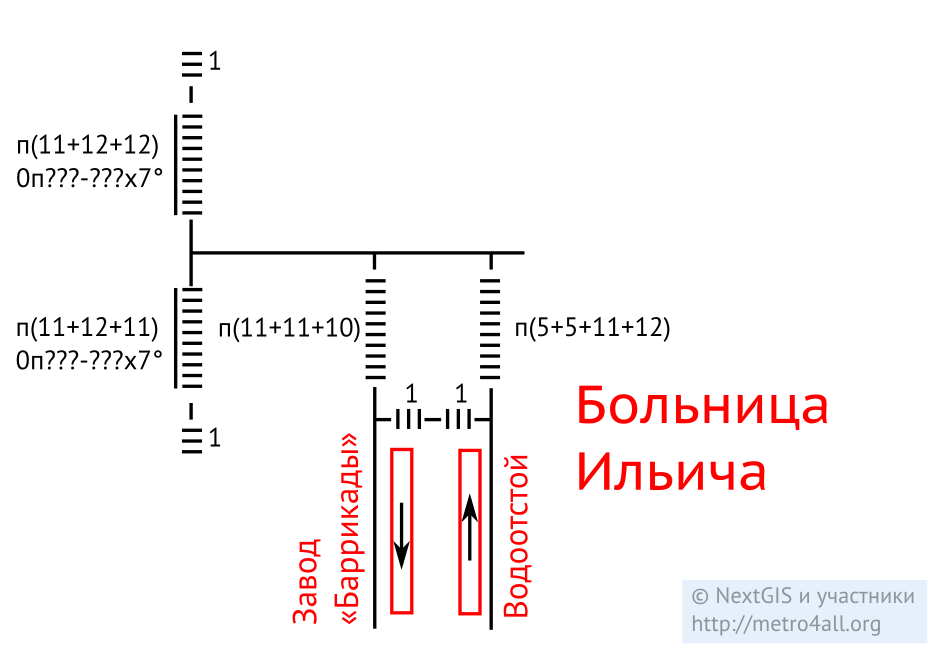 1
п(11+12+12)
0п???-???x7°
п(11+12+11)
0п???-???x7°
1
п(11+11+10)
п(5+5+11+12)
1
1
Завод
«Баррикады»
Водоотстой
Больница
Ильича
© NextGIS и участники
http://metro4all.org